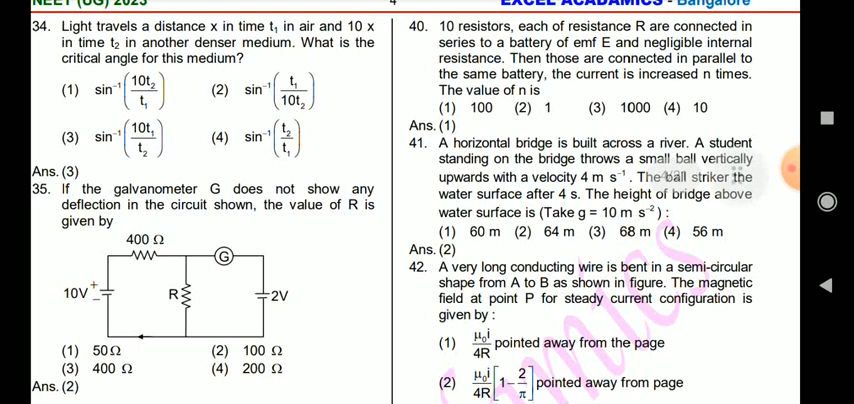 NEET (UG) 2023
EXCEL ACADAMICS - Bangalore
34. Light travels a distance x in time t₁ in air and 10 x
in time t₂ in another denser medium. What is the
critical angle for this medium?
(1) sin⁻¹(10t₂/t₁) (2) sin⁻¹(t₁/10t₂)
(3) sin⁻¹(10t₁/t₂) (4) sin⁻¹(t₂/t₁)
Ans. (3)
35. If the galvanometer G does not show any
deflection in the circuit shown, the value of R is
given by
400 Ω
G
10V + −
R
2V
(1) 50Ω (2) 100 Ω
(3) 400 Ω (4) 200 Ω
Ans. (2)
40. 10 resistors, each of resistance R are connected in
series to a battery of emf E and negligible internal
resistance. Then those are connected in parallel to
the same battery, the current is increased n times.
The value of n is
(1) 100 (2) 1 (3) 1000 (4) 10
Ans. (1)
41. A horizontal bridge is built across a river. A student
standing on the bridge throws a small ball vertically
upwards with a velocity 4 m s⁻¹. The ball striker the
water surface after 4 s. The height of bridge above
water surface is (Take g = 10 m s⁻²) :
(1) 60 m (2) 64 m (3) 68 m (4) 56 m
Ans. (2)
42. A very long conducting wire is bent in a semi-circular
shape from A to B as shown in figure. The magnetic
field at point P for steady current configuration is
given by :
(1) μ₀i/4R pointed away from the page
(2) μ₀i/4R [1−2/π] pointed away from page